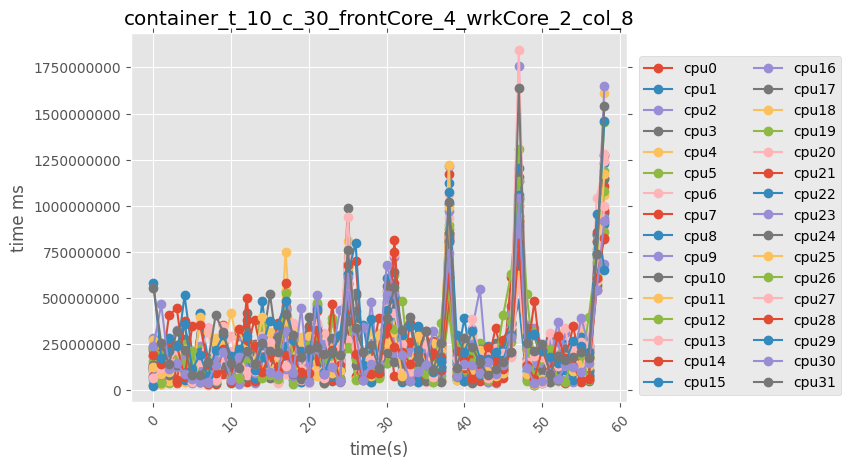 container_t_10_c_30_frontCore_4_wrkCore_2_col_8
time ms
1750000000
1500000000
1250000000
1000000000
750000000
500000000
250000000
0
0
10
20
30
40
50
60
time(s)
cpu0
cpu1
cpu2
cpu3
cpu4
cpu5
cpu6
cpu7
cpu8
cpu9
cpu10
cpu11
cpu12
cpu13
cpu14
cpu15
cpu16
cpu17
cpu18
cpu19
cpu20
cpu21
cpu22
cpu23
cpu24
cpu25
cpu26
cpu27
cpu28
cpu29
cpu30
cpu31